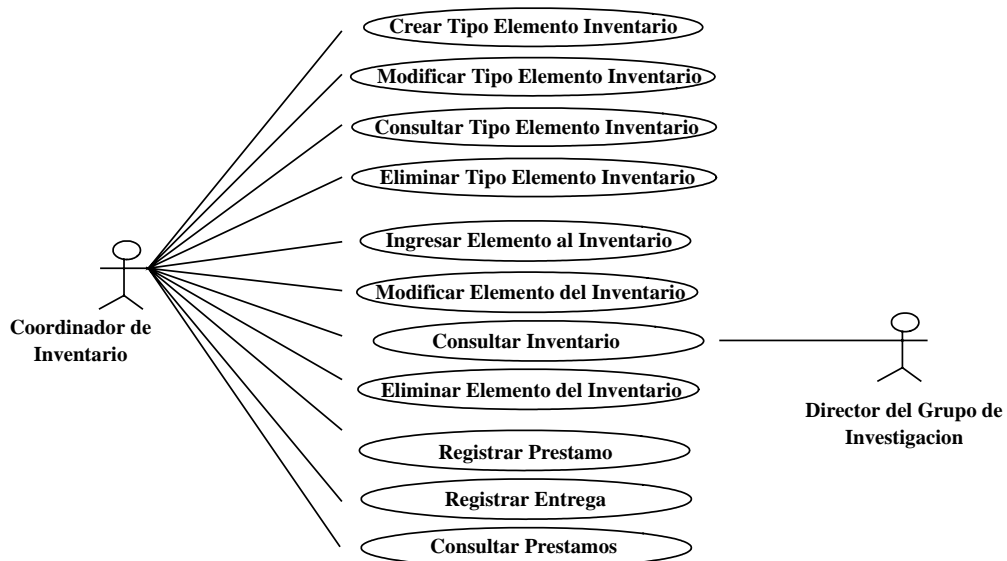 Crear Tipo Elemento Inventario
Modificar Tipo Elemento Inventario
Consultar Tipo Elemento Inventario
Eliminar Tipo Elemento Inventario
Ingresar Elemento al Inventario
Modificar Elemento del Inventario
Coordinador de
Inventario
Consultar Inventario
Eliminar Elemento del Inventario
Director del Grupo de
Investigacion
Registrar Prestamo
Registrar Entrega
Consultar Prestamos